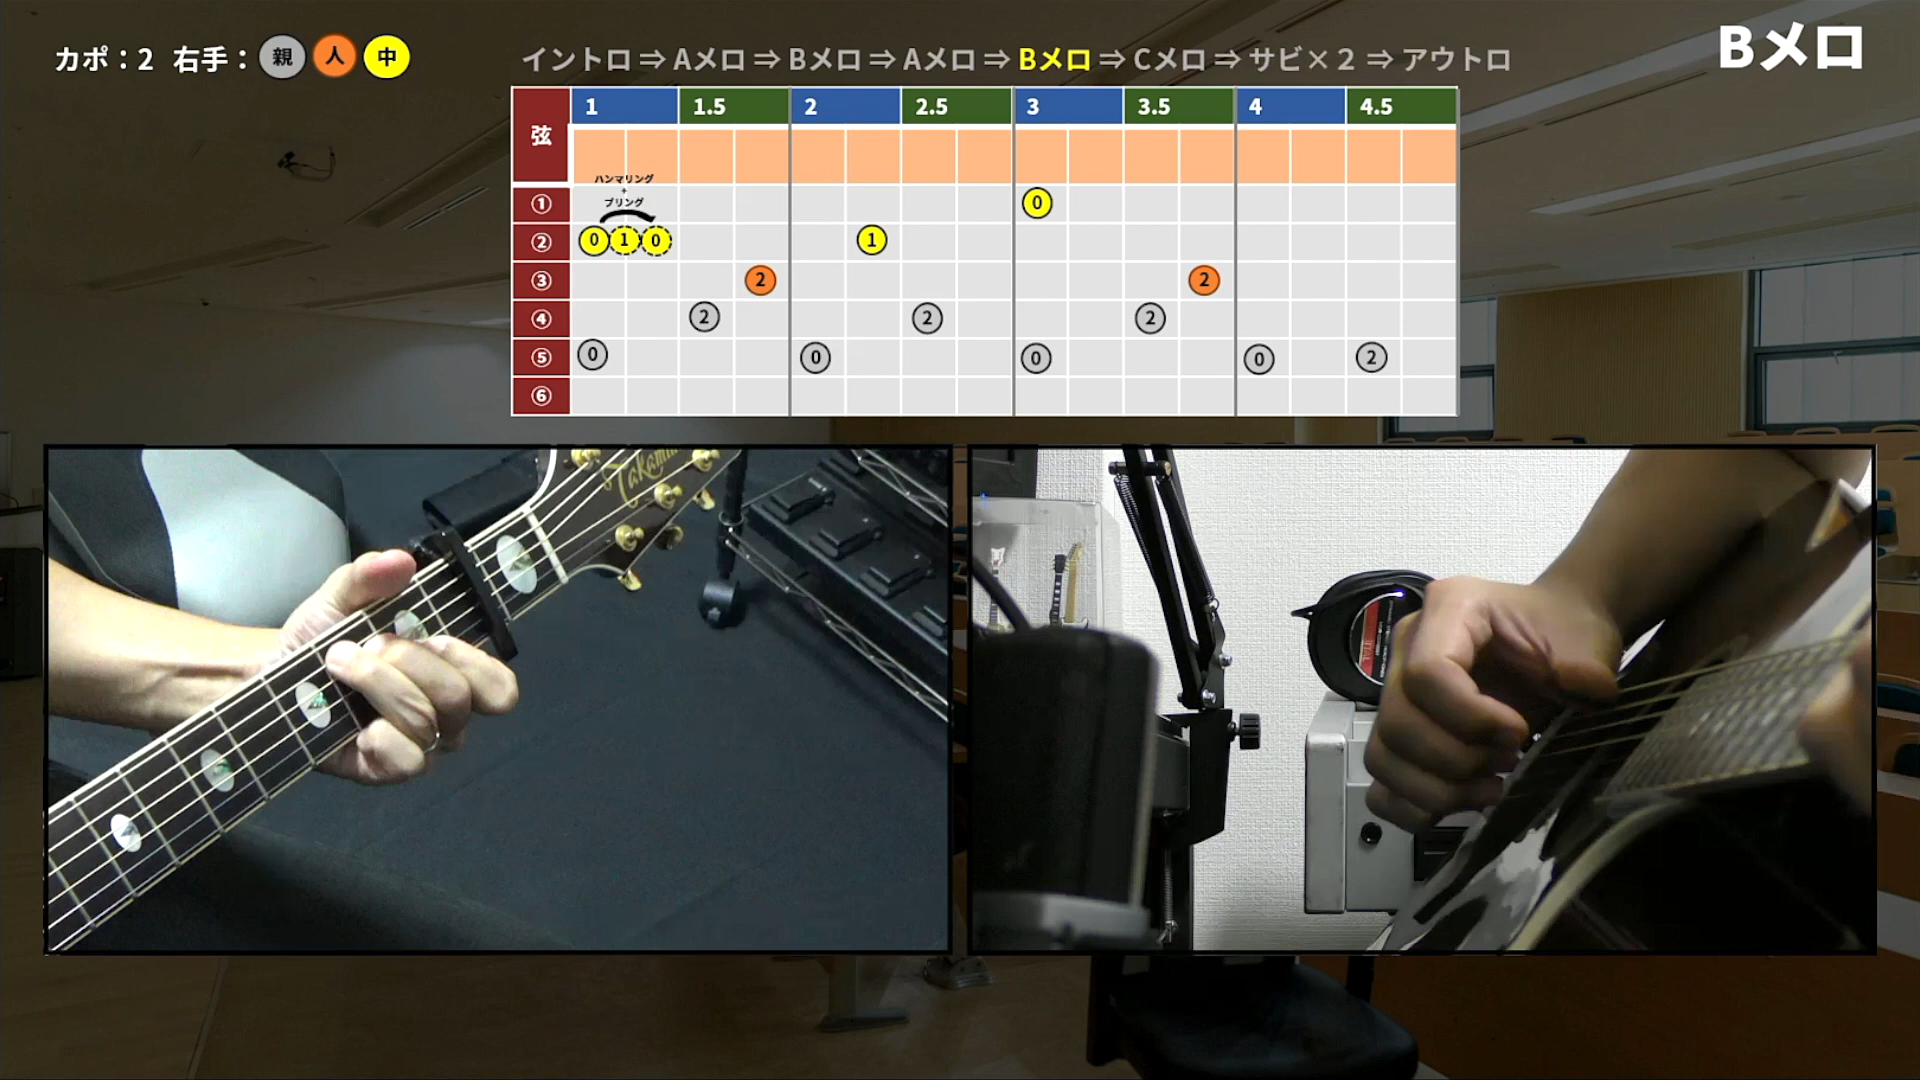 カポ：2 右手： 親 人 中
イントロ ⇒ Aメロ ⇒ Bメロ ⇒ Aメロ ⇒ Bメロ ⇒ Cメロ ⇒ サビ×２ ⇒ アウトロ
Bメロ
弦 1 1.5 2 2.5 3 3.5 4 4.5
ハンマリング
+
プリング
① 0
② 0 1 0 1
③ 2 2
④ 2 2 2
⑤ 0 0 0 0 2
⑥
Takamin